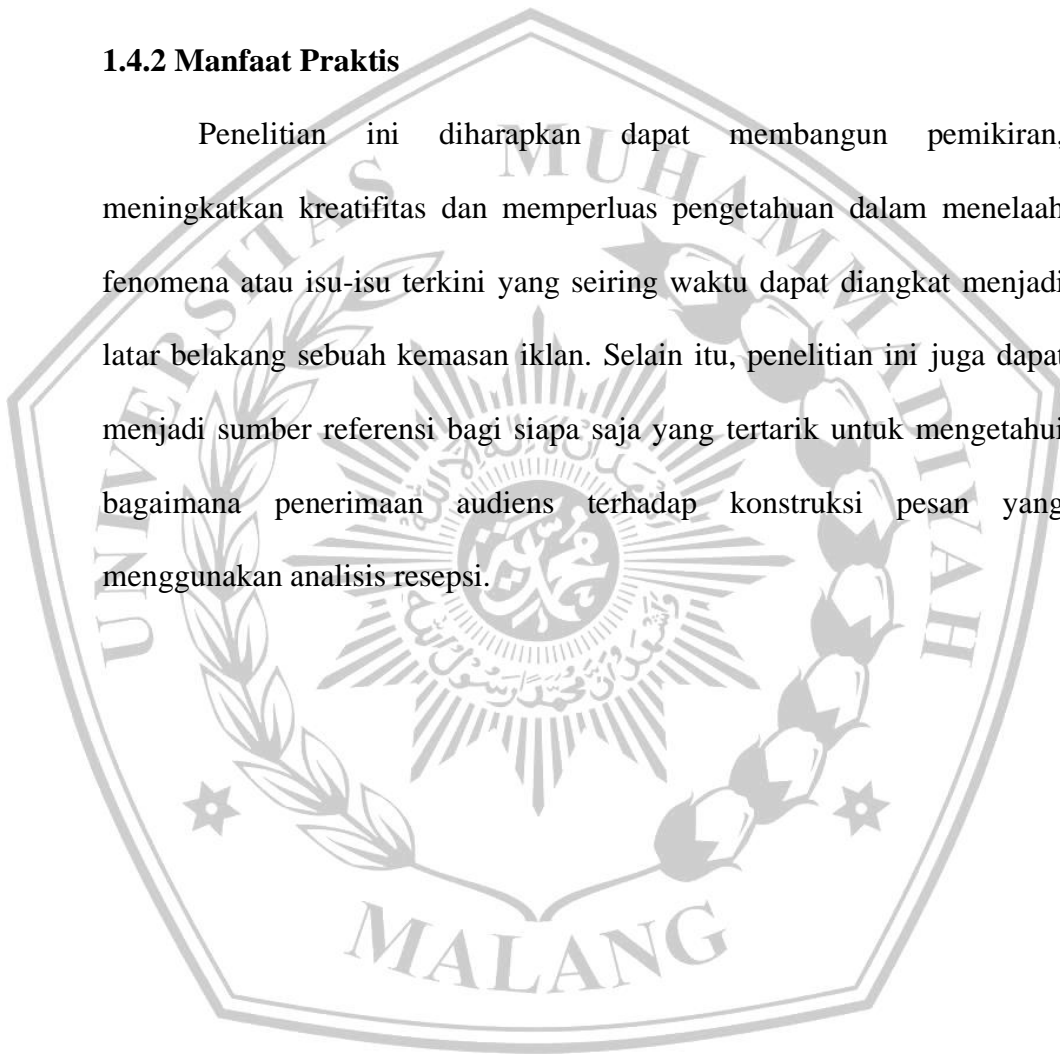 1.4.2 Manfaat Praktis
Penelitian ini diharapkan dapat membangun pemikiran,
meningkatkan kreatifitas dan memperluas pengetahuan dalam menelaah
fenomena atau isu-isu terkini yang seiring waktu dapat diangkat menjadi
latar belakang sebuah kemasan iklan. Selain itu, penelitian ini juga dapat
menjadi sumber referensi bagi siapa saja yang tertarik untuk mengetahui
bagaimana penerimaan audiens terhadap konstruksi pesan yang
menggunakan analisis resepsi.
UNIVERSITAS MUHAMMADIYAH
MALANG